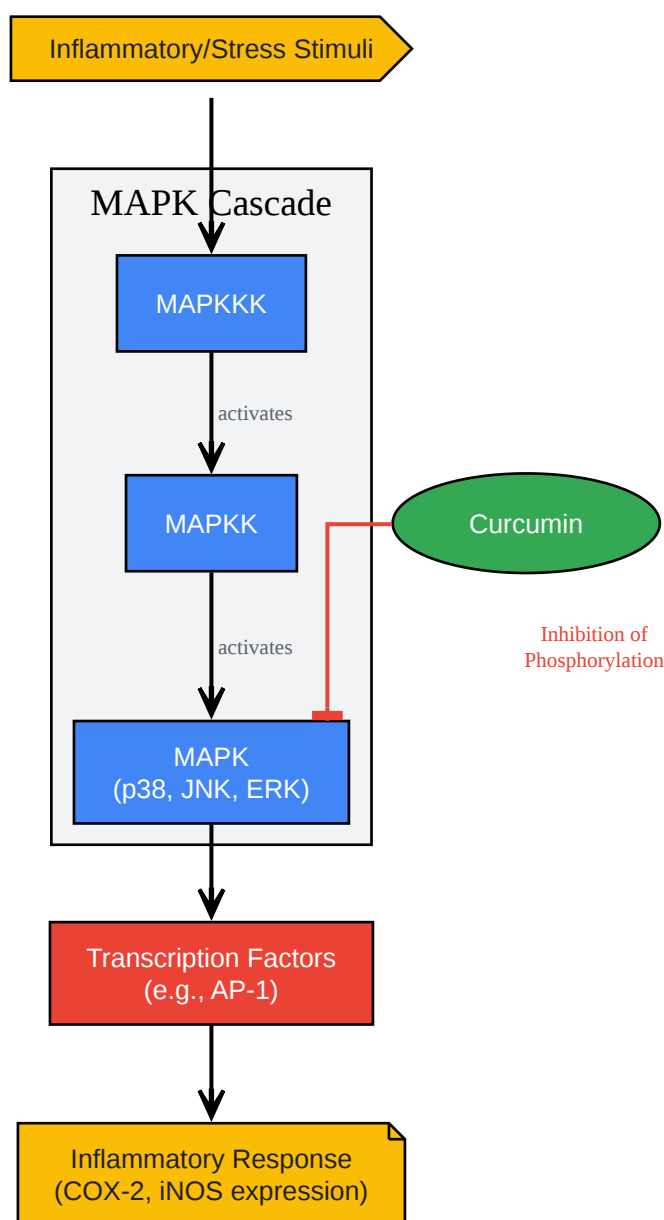 Inflammatory/Stress Stimuli
MAPK Cascade
MAPKKK
activates
MAPKK
Curcumin
activates
Inhibition of
Phosphorylation
MAPK
(p38, JNK, ERK)
Transcription Factors
(e.g., AP-1)
Inflammatory Response
(COX-2, iNOS expression)